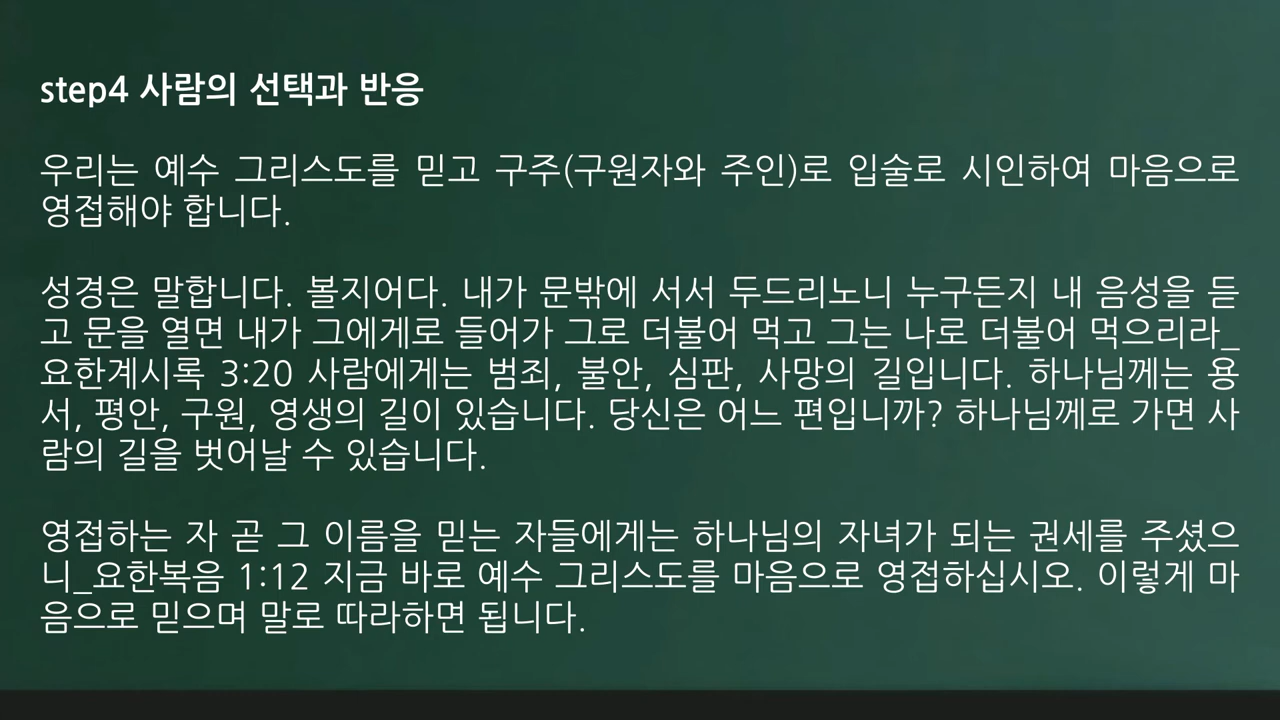 step4 사람의 선택과 반응
우리는 예수 그리스도를 믿고 구주(구원자와 주인)로 입술로 시인하여 마음으로
영접해야 합니다.
성경은 말합니다. 볼지어다. 내가 문밖에 서서 두드리노니 누구든지 내 음성을 듣
고 문을 열면 내가 그에게로 들어가 그로 더불어 먹고 그는 나로 더불어 먹으리라_
요한계시록 3:20 사람에게는 범죄, 불안, 심판, 사망의 길입니다. 하나님께는 용
서, 평안, 구원, 영생의 길이 있습니다. 당신은 어느 편입니까? 하나님께로 가면 사
람의 길을 벗어날 수 있습니다.
영접하는 자 곧 그 이름을 믿는 자들에게는 하나님의 자녀가 되는 권세를 주셨으
니_요한복음 1:12 지금 바로 예수 그리스도를 마음으로 영접하십시오. 이렇게 마
음으로 믿으며 말로 따라하면 됩니다.